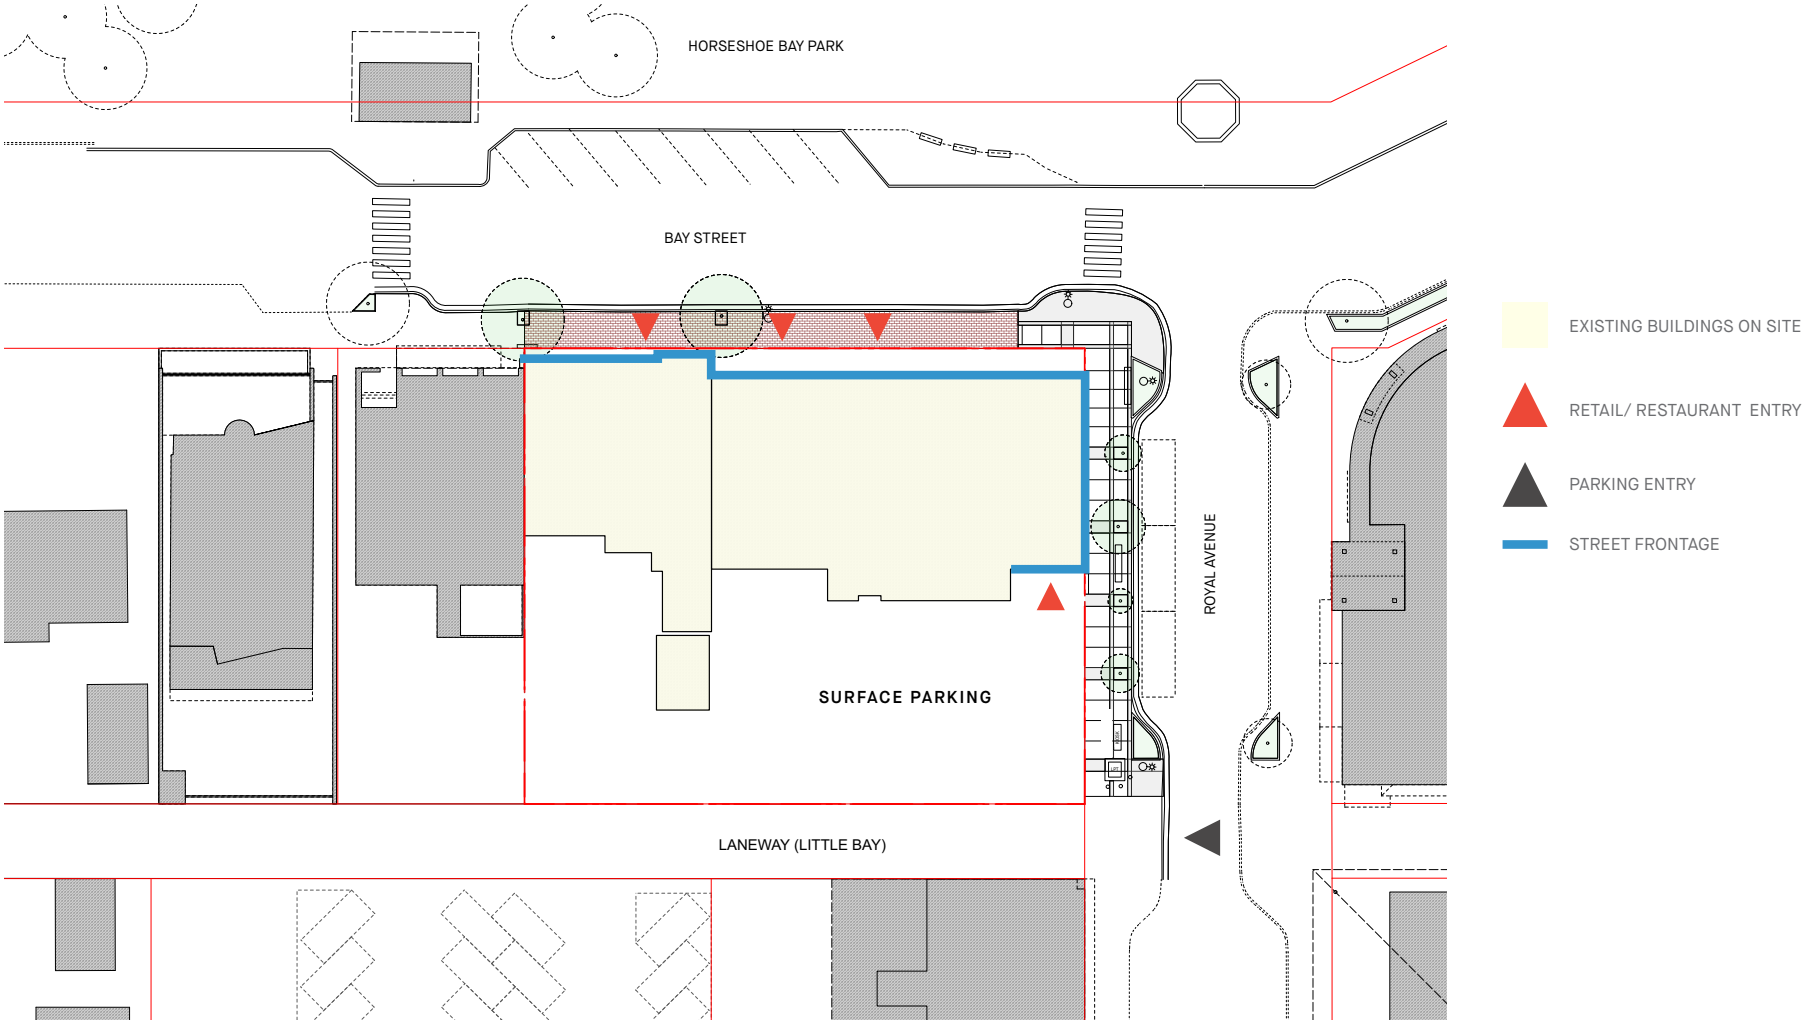 HORSESHOE BAY PARK
BAY STREET
EXISTING BUILDINGS ON SITE
RETAIL/ RESTAURANT ENTRY
PARKING ENTRY
STREET FRONTAGE
ROYAL AVENUE
SURFACE PARKING
LANEWAY (LITTLE BAY)